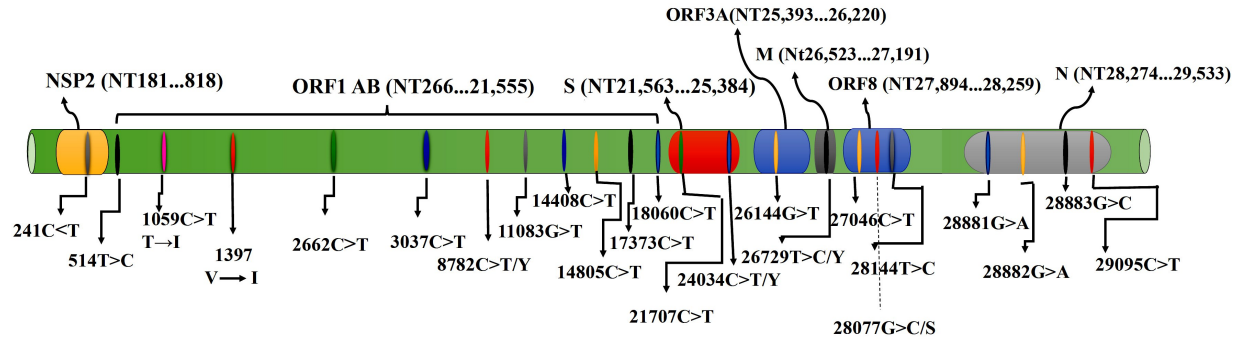 ORF3A(NT25,393...26,220)
M (Nt26,523...27,191)
NSP2 (NT181...818)
ORF1 AB (NT266...21,555)
S (NT21,563...25,384)
ORF8 (NT27,894...28,259)
N (NT28,274...29,533)
241C<T
514T>C
1059C>T
T→I
1397
V → I
2662C>T
3037C>T
8782C>T/Y
11083G>T
14408C>T
14805C>T
17373C>T
18060C>T
21707C>T
24034C>T/Y
26144G>T
26729T>C/Y
27046C>T
28144T>C
28077G>C/S
28881G>A
28882G>A
28883G>C
29095C>T